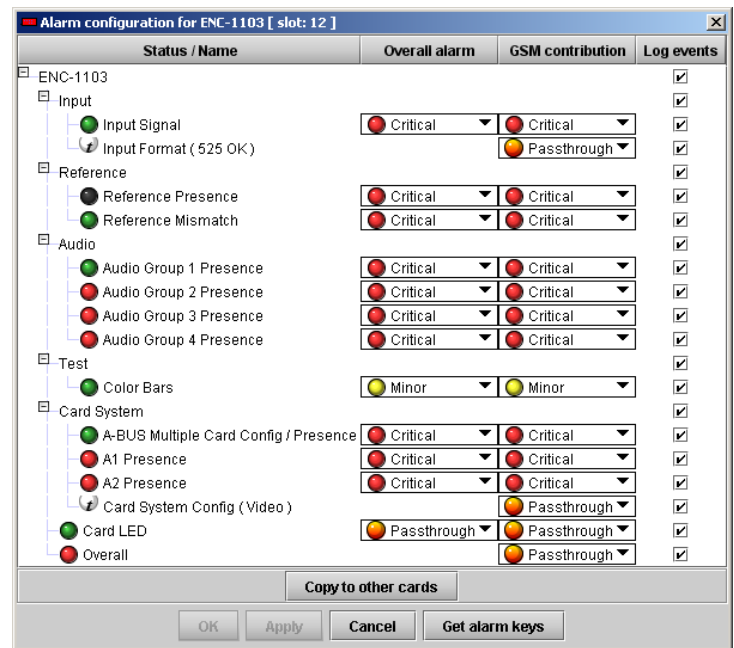 Alarm configuration for ENC-1103 [ slot: 12 ]
Status / Name Overall alarm GSM contribution Log events
ENC-1103
Input
Input Signal Critical Critical
Input Format ( 525 OK ) Passthrough
Reference
Reference Presence Critical Critical
Reference Mismatch Critical Critical
Audio
Audio Group 1 Presence Critical Critical
Audio Group 2 Presence Critical Critical
Audio Group 3 Presence Critical Critical
Audio Group 4 Presence Critical Critical
Test
Color Bars Minor Minor
Card System
A-BUS Multiple Card Config / Presence Critical Critical
A1 Presence Critical Critical
A2 Presence Critical Critical
Card System Config ( Video ) Passthrough
Card LED Passthrough Passthrough
Overall Passthrough
Copy to other cards
OK Apply Cancel Get alarm keys